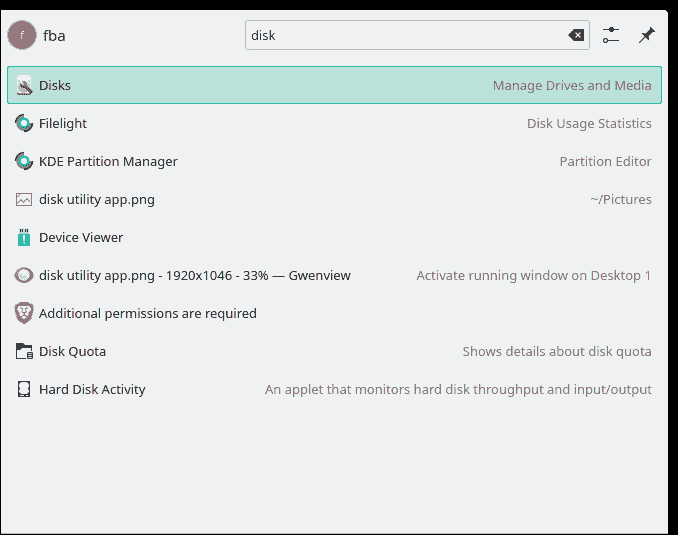 f fba disk
Disks Manage Drives and Media
Filelight Disk Usage Statistics
KDE Partition Manager Partition Editor
disk utility app.png ~/Pictures
Device Viewer
disk utility app.png - 1920x1046 - 33% — Gwenview Activate running window on Desktop 1
Additional permissions are required
Disk Quota Shows details about disk quota
Hard Disk Activity An applet that monitors hard disk throughput and input/output